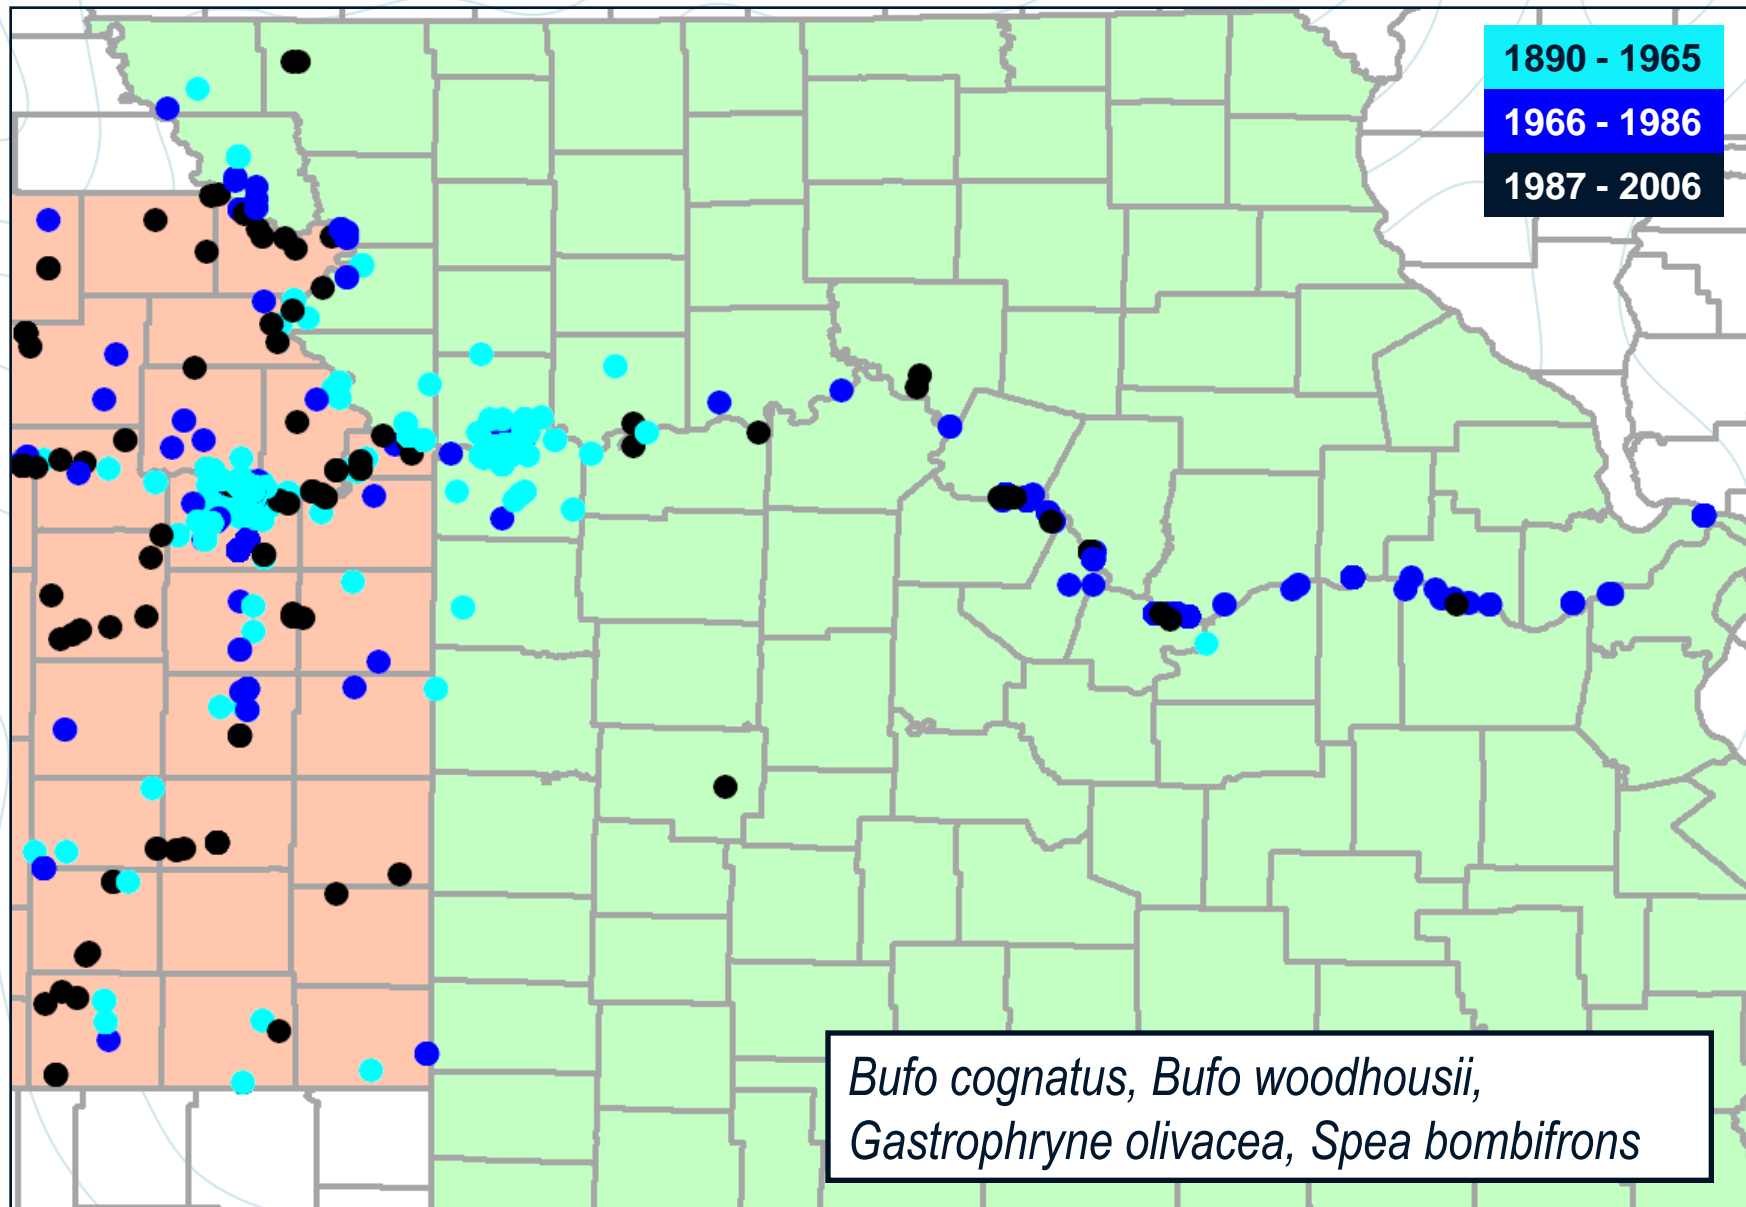 1890 - 1965
1966 - 1986
1987 - 2006
Bufo cognatus, Bufo woodhousii,
Gastrophryne olivacea, Spea bombifrons